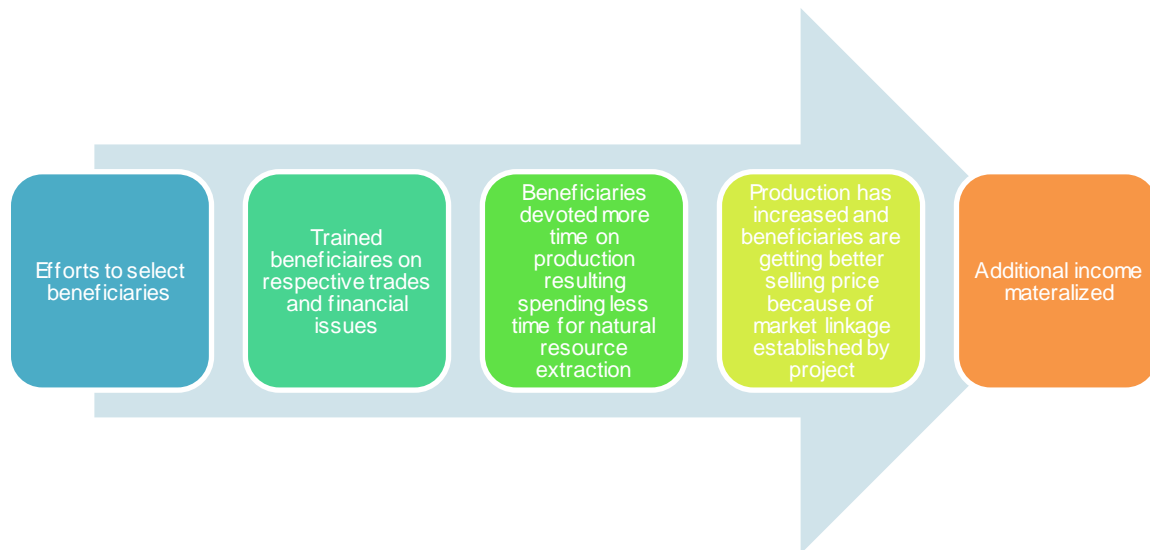 Efforts to select
beneficiaries
Trained
beneficiaires on
respective trades
and financial
issues
Beneficiaries
devoted more
time on
production
resulting
spending less
time for natural
resource
extraction
Production has
increased and
beneficiaries are
getting better
selling price
because of
market linkage
established by
project
Additional income
materalized